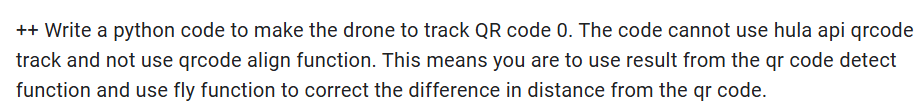 ++ Write a python code to make the drone to track QR code 0. The code cannot use hula api qrcode
track and not use qrcode align function. This means you are to use result from the qr code detect
function and use fly function to correct the difference in distance from the qr code.